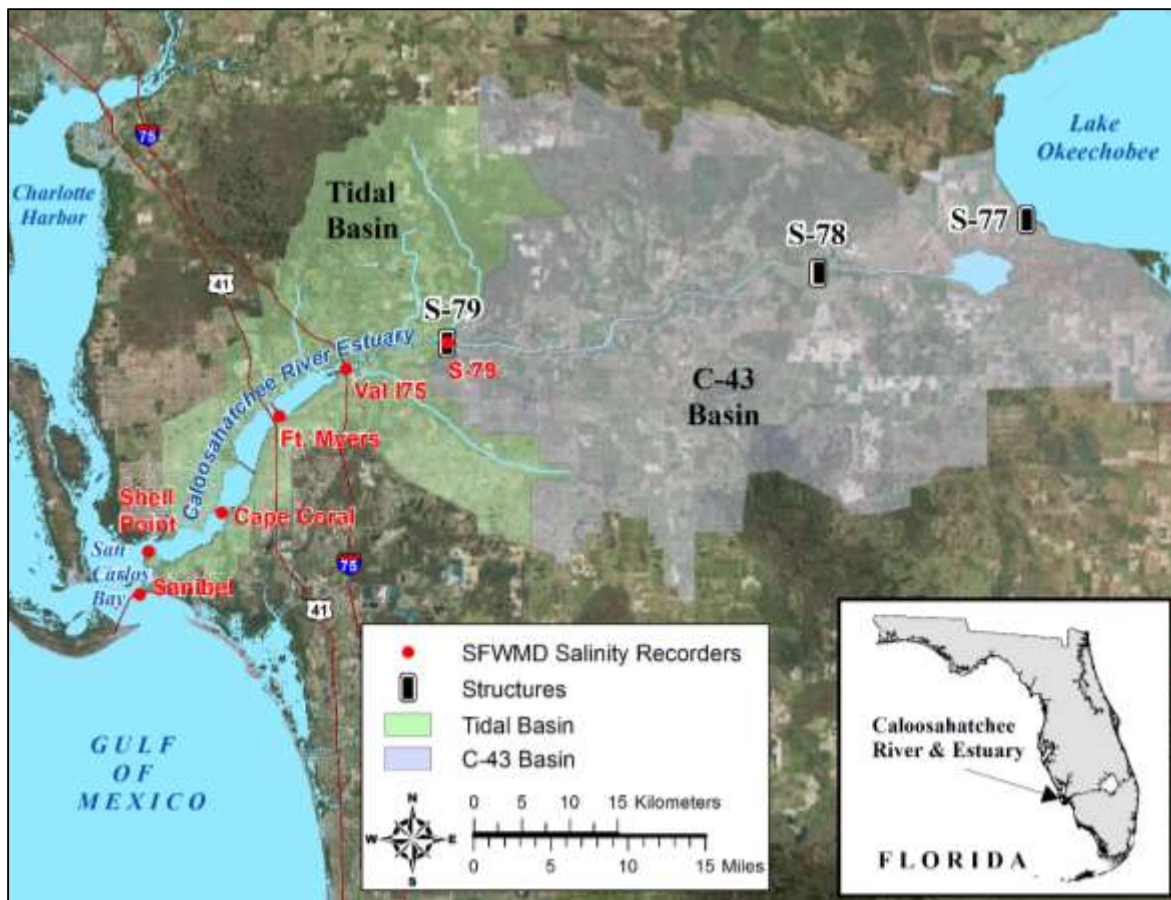 Lake
Okeechobee
75
Charlotte
Harbor
Tidal
Basin
S-77
S-78
41
S-79
S-79
Caloosahatchee River Estuary
Val I75
C-43
Basin
Ft. Myers
Shell
Point
Cape Coral
San
Carlos
Bay
Sanibel
75
41
SFWMD Salinity Recorders
Structures
Tidal Basin
C-43 Basin
GULF
OF
MEXICO
N
W
E
S
0 5 10 15 Kilometers
0 5 10 15 Miles
Caloosahatchee
River & Estuary
FLORIDA